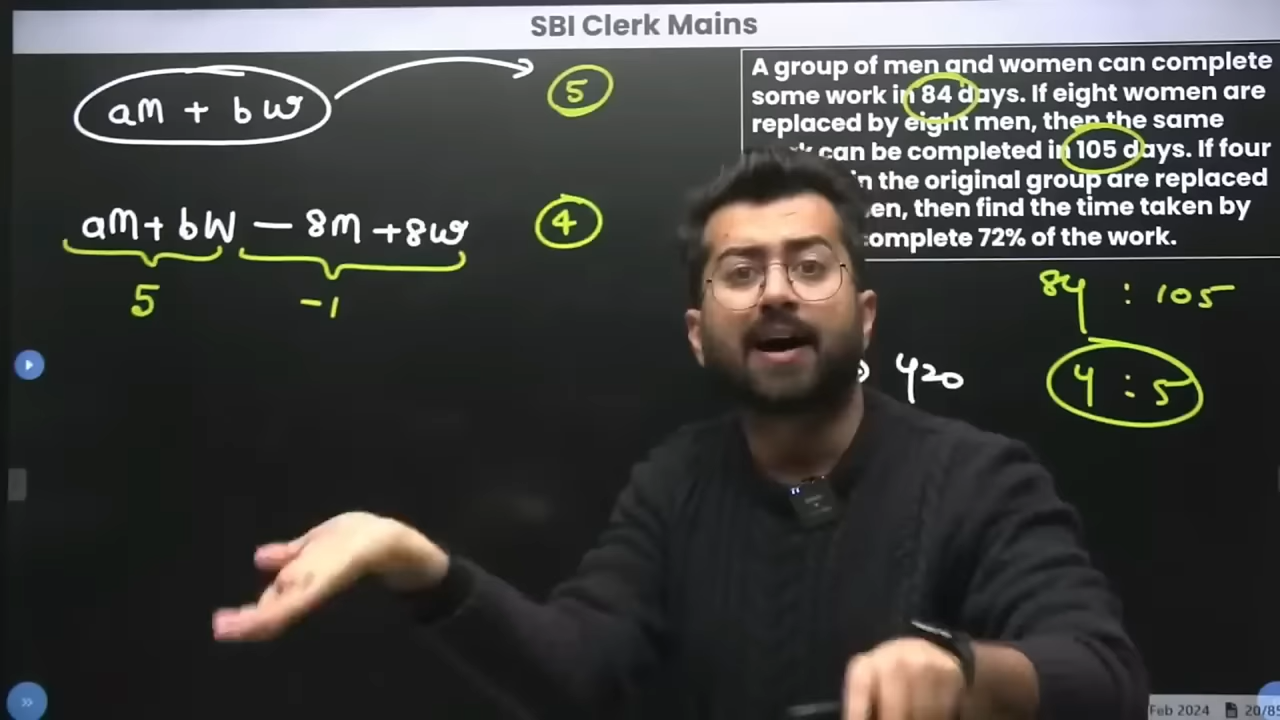 SBI Clerk Mains
aM + bW
5
A group of men and women can complete
some work in 84 days. If eight women are
replaced by eight men, then the same
can be completed in 105 days. If four
in the original group are replaced
then find the time taken by
complete 72% of the work.
aM + bW - 8M + 8W
4
5 -1
84 : 105
420
4 : 5
Feb 2024 20/85